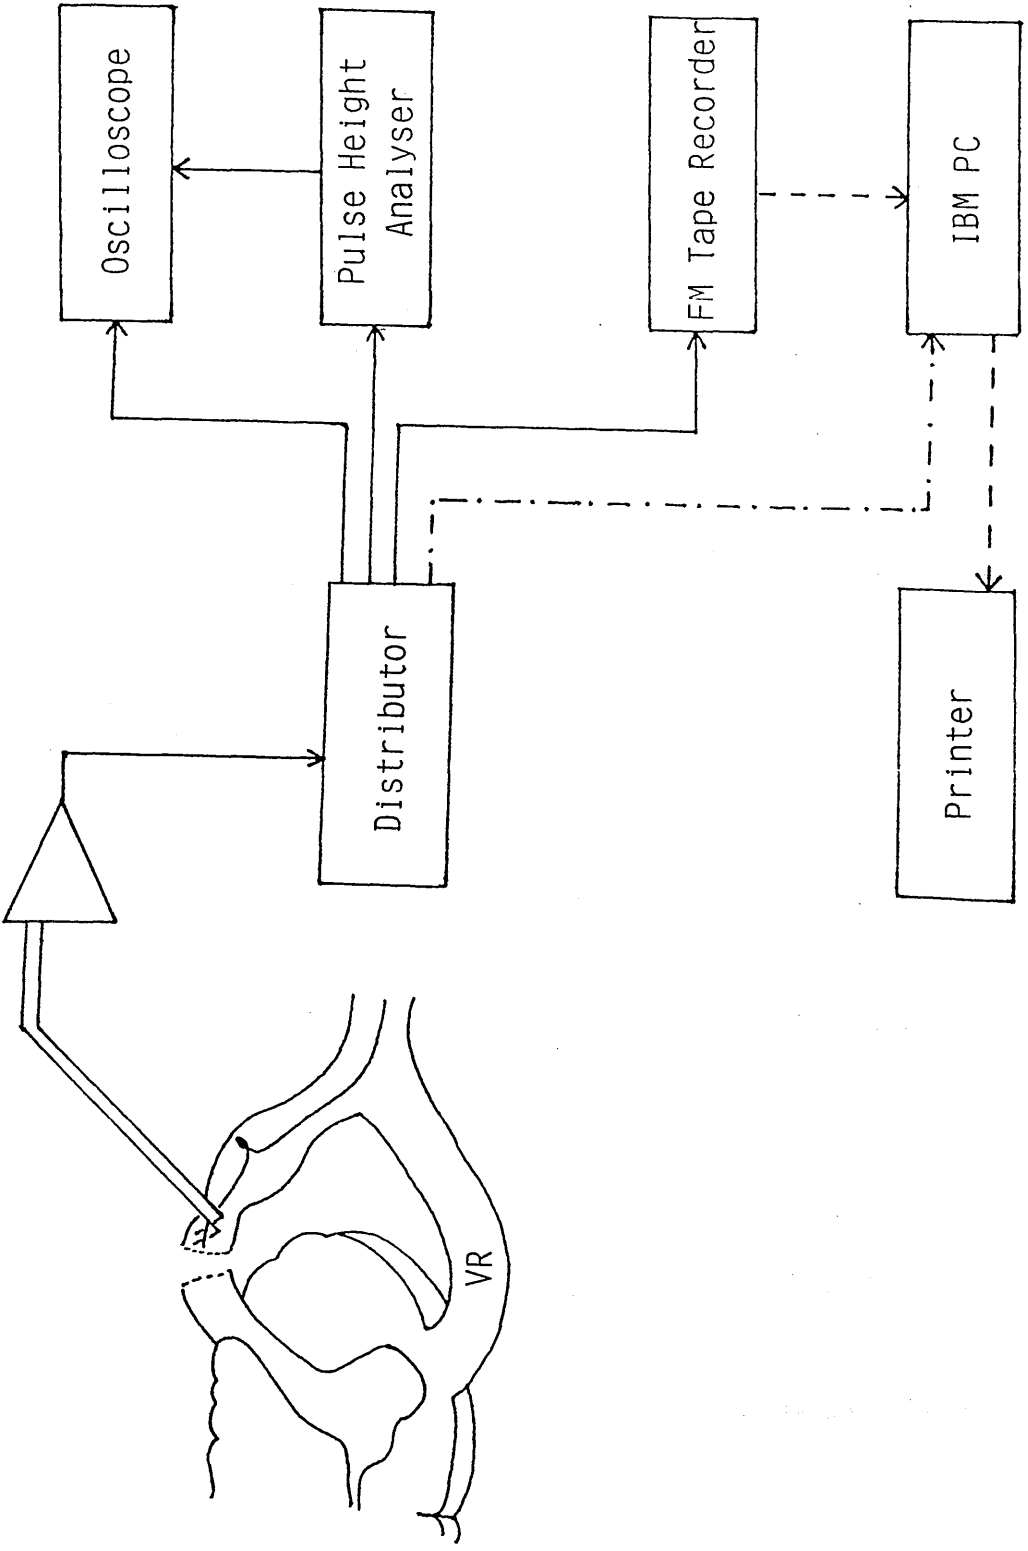 Oscilloscope
Pulse Height
Analyser
FM Tape Recorder
IBM PC
Distributor
Printer
VR